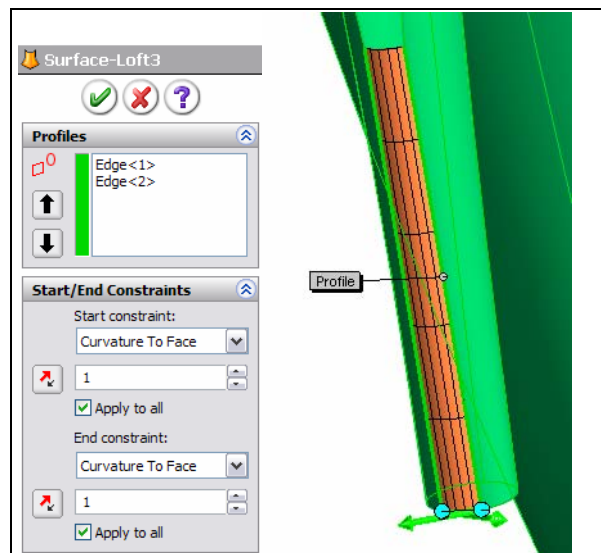 Surface-Loft3
?
Profiles
Edge<1>
Edge<2>
Start/End Constraints
Start constraint:
Curvature To Face
1
Apply to all
End constraint:
Curvature To Face
1
Apply to all
Profile